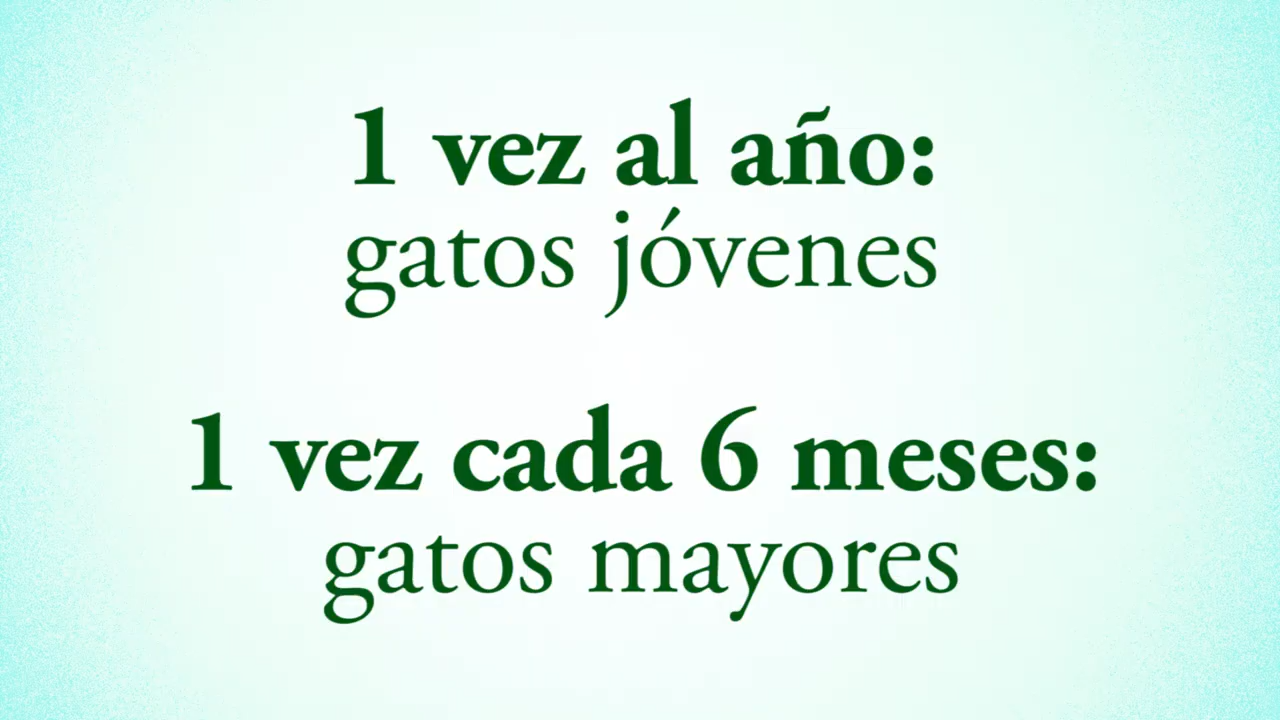 1 vez al año:
gatos jóvenes
1 vez cada 6 meses:
gatos mayores